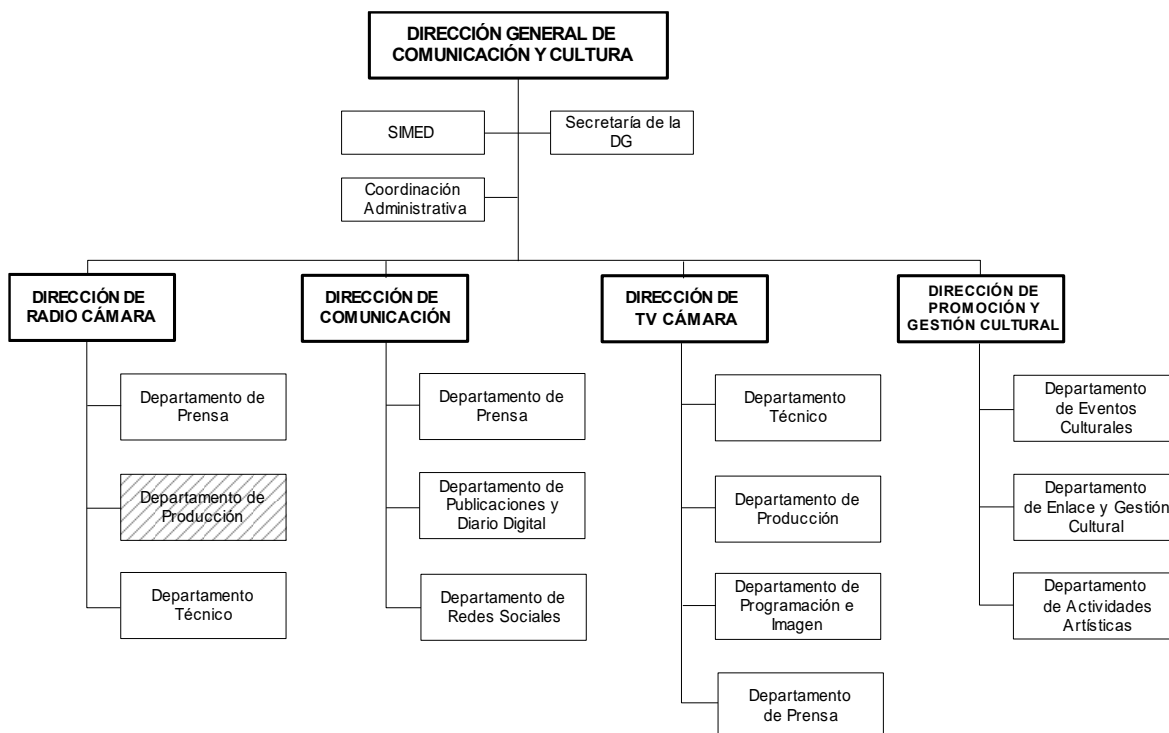 DIRECCIÓN GENERAL DE
COMUNICACIÓN Y CULTURA
SIMED
Secretaría de la
DG
Coordinación
Administrativa
DIRECCIÓN DE
RADIO CÁMARA
Departamento de
Prensa
Departamento de
Producción
Departamento
Técnico
DIRECCIÓN DE
COMUNICACIÓN
Departamento de
Prensa
Departamento de
Publicaciones y
Diario Digital
Departamento de
Redes Sociales
DIRECCIÓN DE
TV CÁMARA
Departamento
Técnico
Departamento de
Producción
Departamento de
Programación e
Imagen
Departamento
de Prensa
DIRECCIÓN DE
PROMOCIÓN Y
GESTIÓN CULTURAL
Departamento
de Eventos
Culturales
Departamento
de Enlace y Gestión
Cultural
Departamento
de Actividades
Artísticas